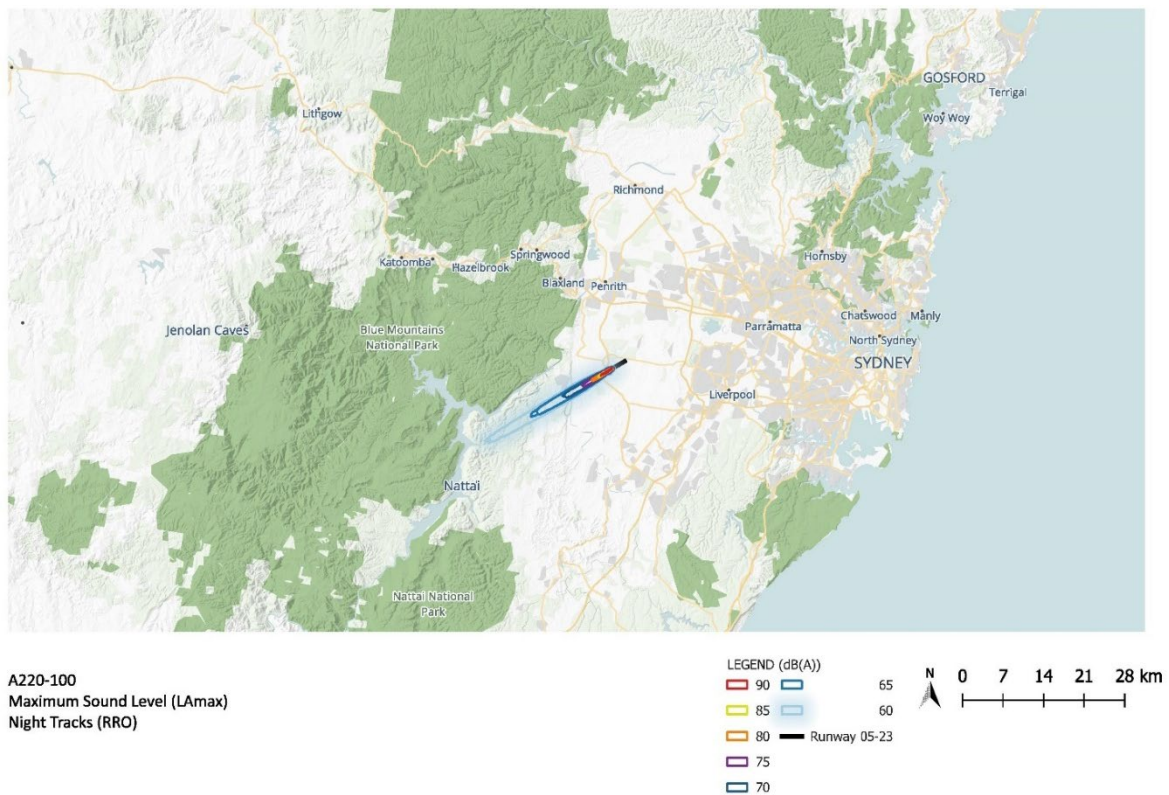 GOSFORD
Terrigal
Woy Woy
Lithgow
Richmond
Springwood
Hornsby
Katoomba
Hazelbrook
Blaxland
Penrith
Chatswood
Manly
Parramatta
Jenolan Caves
Blue Mountains
National Park
North Sydney
SYDNEY
Liverpool
Nattai
Nattai National
Park
A220-100
Maximum Sound Level (LAmax)
Night Tracks (RRO)
LEGEND (dB(A))
90
65
85
60
80
Runway 05-23
75
70
N
0 7 14 21 28 km